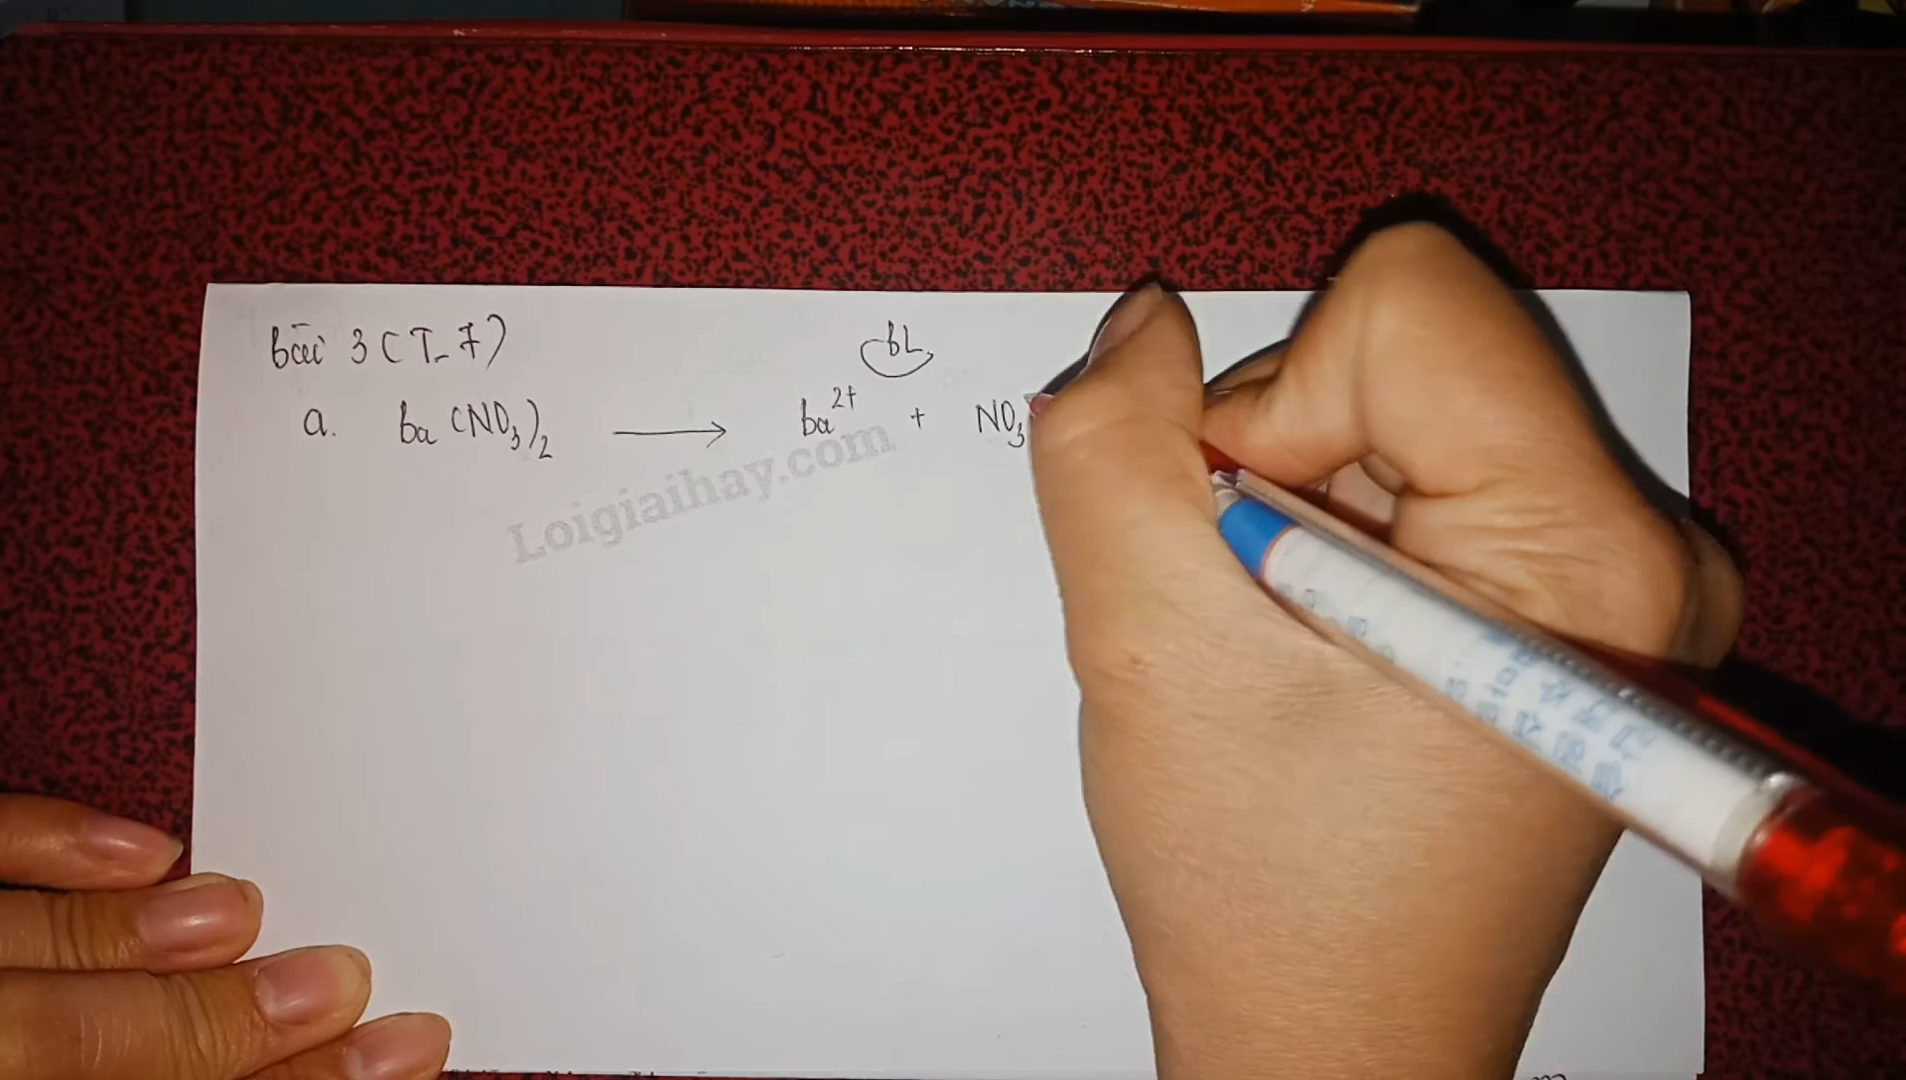 bài 3 (T-7)
bL
a. ba (NO₃)₂ ⟶ ba²⁺ + NO₃
Loigiaihay.com